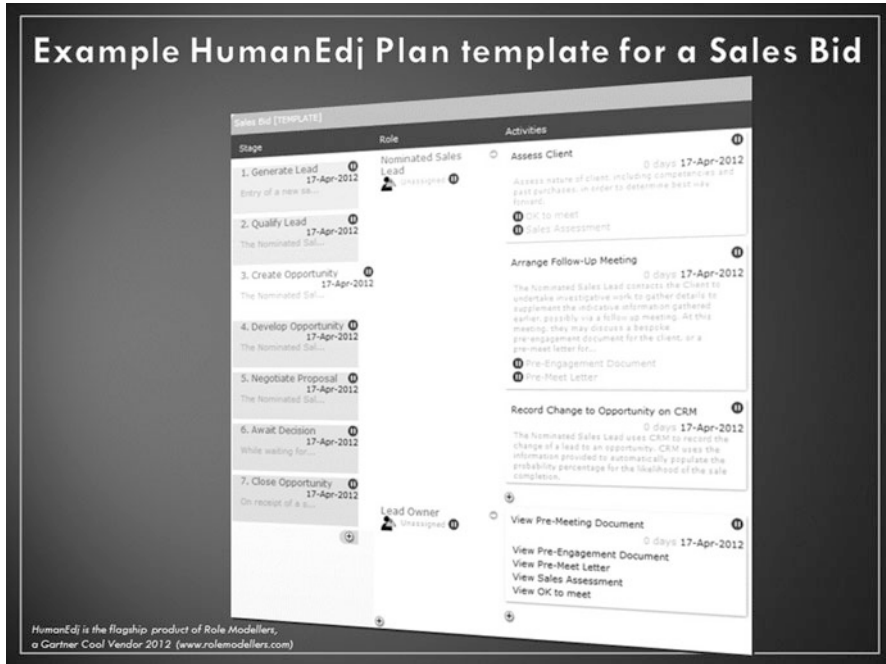 Example HumanEdj Plan template for a Sales Bid
Sales Bid [TEMPLATE]
Stage
Role
Activities
1. Generate Lead
17-Apr-2012
Entry of a new sa...
2. Qualify Lead
17-Apr-2012
The Nominated Sal...
3. Create Opportunity
17-Apr-2012
The Nominated Sal...
4. Develop Opportunity
17-Apr-2012
The Nominated Sal...
5. Negotiate Proposal
17-Apr-2012
The Nominated Sal...
6. Await Decision
17-Apr-2012
While waiting for...
7. Close Opportunity
17-Apr-2012
On receipt of a s...
Nominated Sales
Lead
Unassigned
Lead Owner
Unassigned
Assess Client
0 days 17-Apr-2012
Assess nature of client, including competencies and
past purchases, in order to determine best way
forward.
OK to meet
Sales Assessment
Arrange Follow-Up Meeting
0 days 17-Apr-2012
The Nominated Sales Lead contacts the Client to
undertake investigative work to gather details to
supplement the indicative information gathered
earlier, possibly via a follow up meeting. At this
meeting, they may discuss a bespoke
pre-engagement document for the client, or a
pre-meet letter for...
Pre-Engagement Document
Pre-Meet Letter
Record Change to Opportunity on CRM
0 days 17-Apr-2012
The Nominated Sales Lead uses CRM to record the
change of a lead to an opportunity. CRM uses the
information provided to automatically populate the
probability percentage for the likelihood of the sale
completion.
View Pre-Meeting Document
0 days 17-Apr-2012
View Pre-Engagement Document
View Pre-Meet Letter
View Sales Assessment
View OK to meet
HumanEdj is the flagship product of Role Modellers,
a Gartner Cool Vendor 2012 (www.rolemodellers.com)